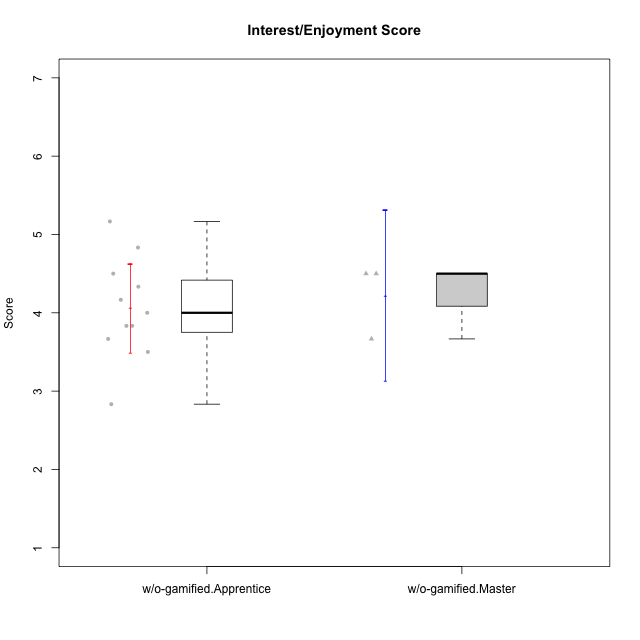 Interest/Enjoyment Score
7
6
5
4
3
2
1
Score
w/o-gamified.Apprentice
w/o-gamified.Master